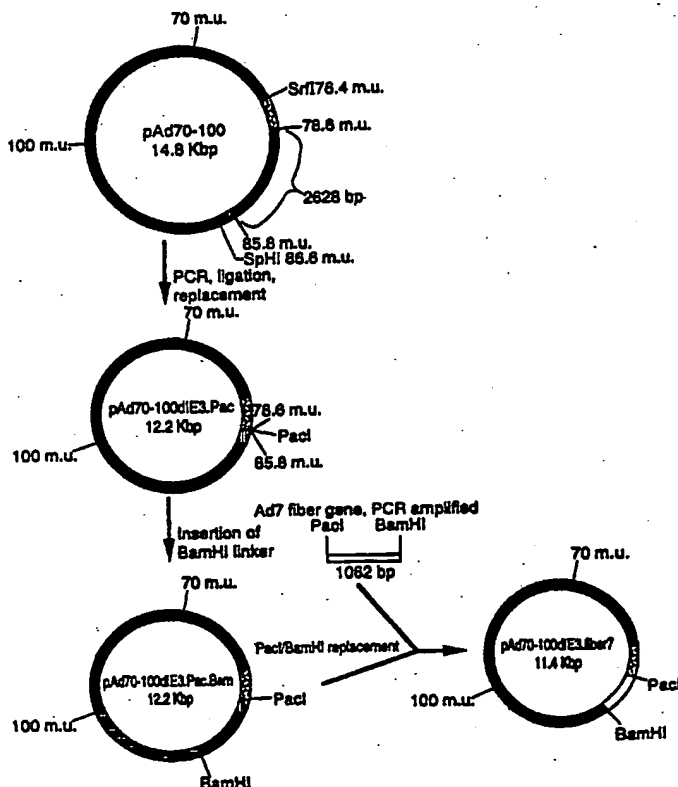 70 m.u.
SrfI76.4 m.u.
pAd70-100
14.8 Kbp
78.6 m.u.
100 m.u.
2628 bp
85.8 m.u.
SpHI 86.6 m.u.
PCR, ligation,
replacement
70 m.u.
pAd70-100dlE3.Pac
12.2 Kbp
78.6 m.u.
PacI
100 m.u.
85.8 m.u.
Insertion of
BamHI linker
Ad7 fiber gene, PCR amplified
PacI BamHI
1062 bp
70 m.u.
70 m.u.
PacI/BamHI replacement
pAd70-100dlE3.Pac.Bam
12.2 Kbp
PacI
100 m.u.
BamHI
pAd70-100dlE3.fiber7
11.4 Kbp
PacI
100 m.u.
BamHI